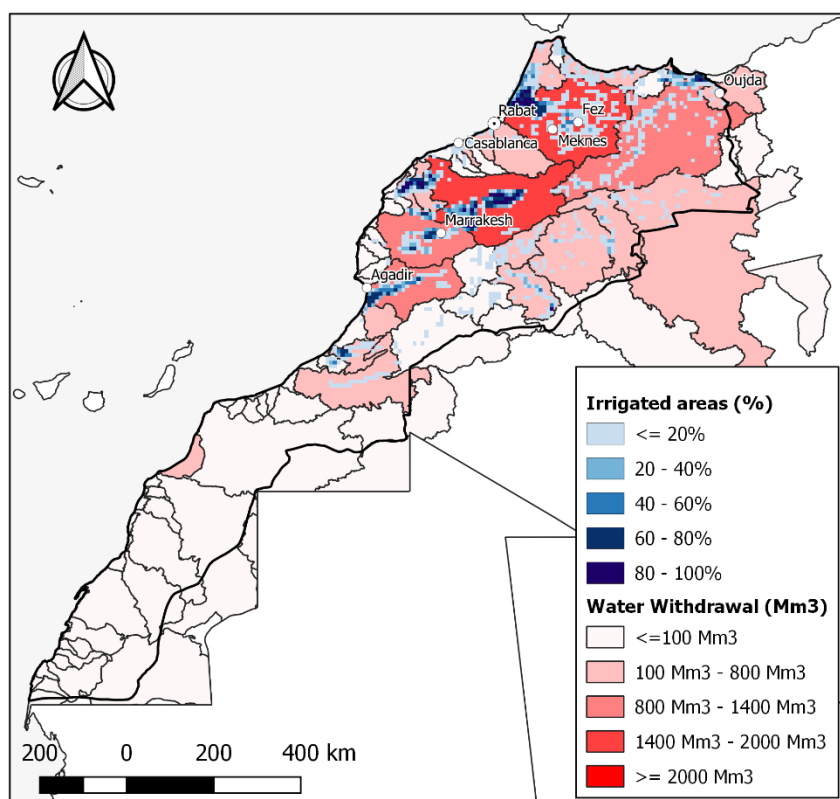 Oujda
Rabat
Fez
Casablanca
Meknes
Marrakesh
Agadir
Irrigated areas (%)
<= 20%
20 - 40%
40 - 60%
60 - 80%
80 - 100%
Water Withdrawal (Mm3)
<=100 Mm3
100 Mm3 - 800 Mm3
800 Mm3 - 1400 Mm3
1400 Mm3 - 2000 Mm3
>= 2000 Mm3
200 0 200 400 km